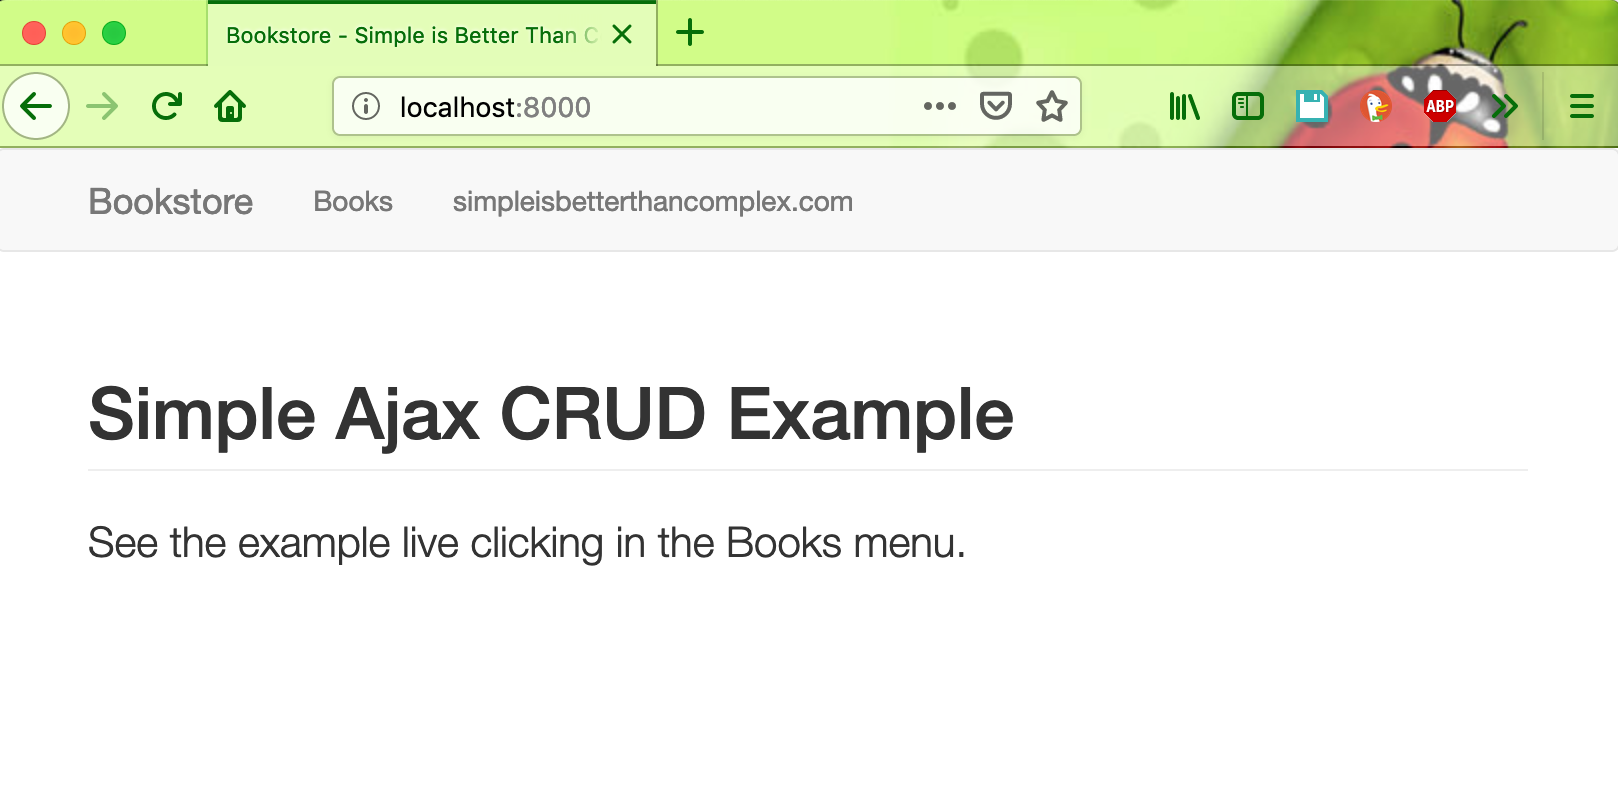 Bookstore - Simple is Better Than C
localhost:8000
ABP
Bookstore Books simpleisbetterthancomplex.com
Simple Ajax CRUD Example
See the example live clicking in the Books menu.